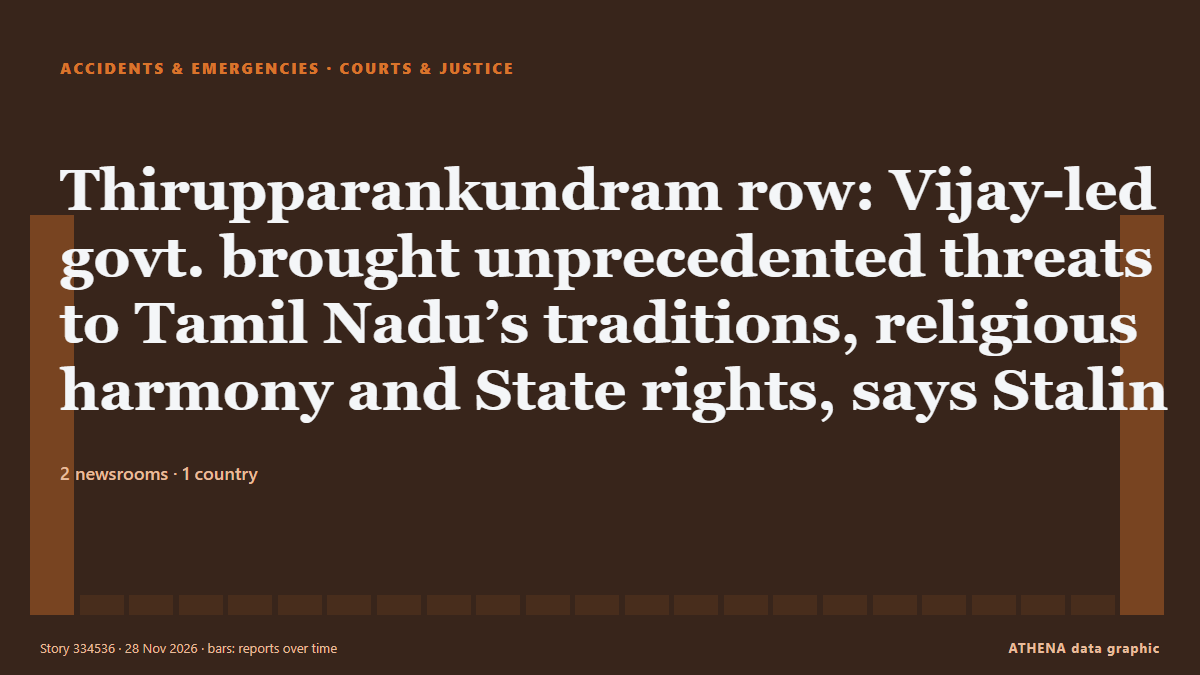 ACCIDENTS & EMERGENCIES · COURTS & JUSTICE
Thirupparankundram row: Vijay-led
govt. brought unprecedented threats
to Tamil Nadu’s traditions, religious
harmony and State rights, says Stalin
2 newsrooms · 1 country
Story 334536 · 28 Nov 2026 · bars: reports over time
ATHENA data graphic